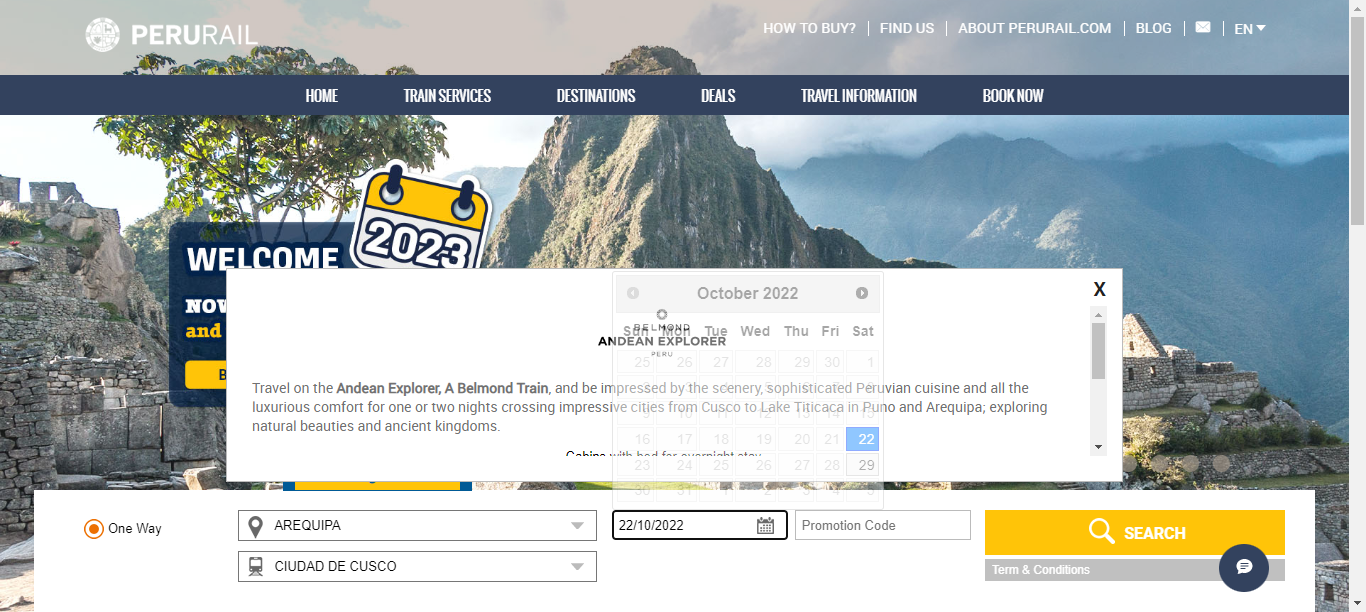 PERURAIL
HOW TO BUY?
FIND US
ABOUT PERURAIL.COM
BLOG
EN
HOME
TRAIN SERVICES
DESTINATIONS
DEALS
TRAVEL INFORMATION
BOOK NOW
2023
WELCOME
and
X
October 2022
BELMOND
ANDEAN EXPLORER
PERU
Sun Mon Tue Wed Thu Fri Sat
25 26 27 28 29 30 1
Travel on the Andean Explorer, A Belmond Train, and be impressed by the scenery, sophisticated Peruvian cuisine and all the
luxurious comfort for one or two nights crossing impressive cities from Cusco to Lake Titicaca in Puno and Arequipa; exploring
natural beauties and ancient kingdoms.
16 17 18 19 20 21 22
Cabins with bed for overnight stay
23 24 25 26 27 28 29
30 31 1 2 3 4 5
One Way
AREQUIPA
22/10/2022
Promotion Code
SEARCH
CIUDAD DE CUSCO
Term & Conditions